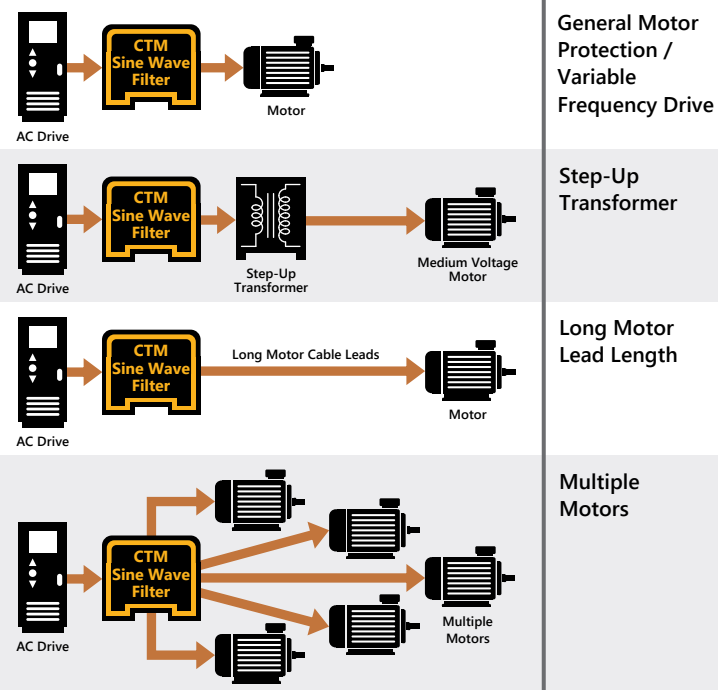 CTM
Sine Wave
Filter
AC Drive
Motor
General Motor
Protection /
Variable
Frequency Drive
CTM
Sine Wave
Filter
AC Drive
Step-Up
Transformer
Medium Voltage
Motor
Step-Up
Transformer
CTM
Sine Wave
Filter
Long Motor Cable Leads
AC Drive
Motor
Long Motor
Lead Length
CTM
Sine Wave
Filter
AC Drive
Multiple
Motors
Multiple
Motors